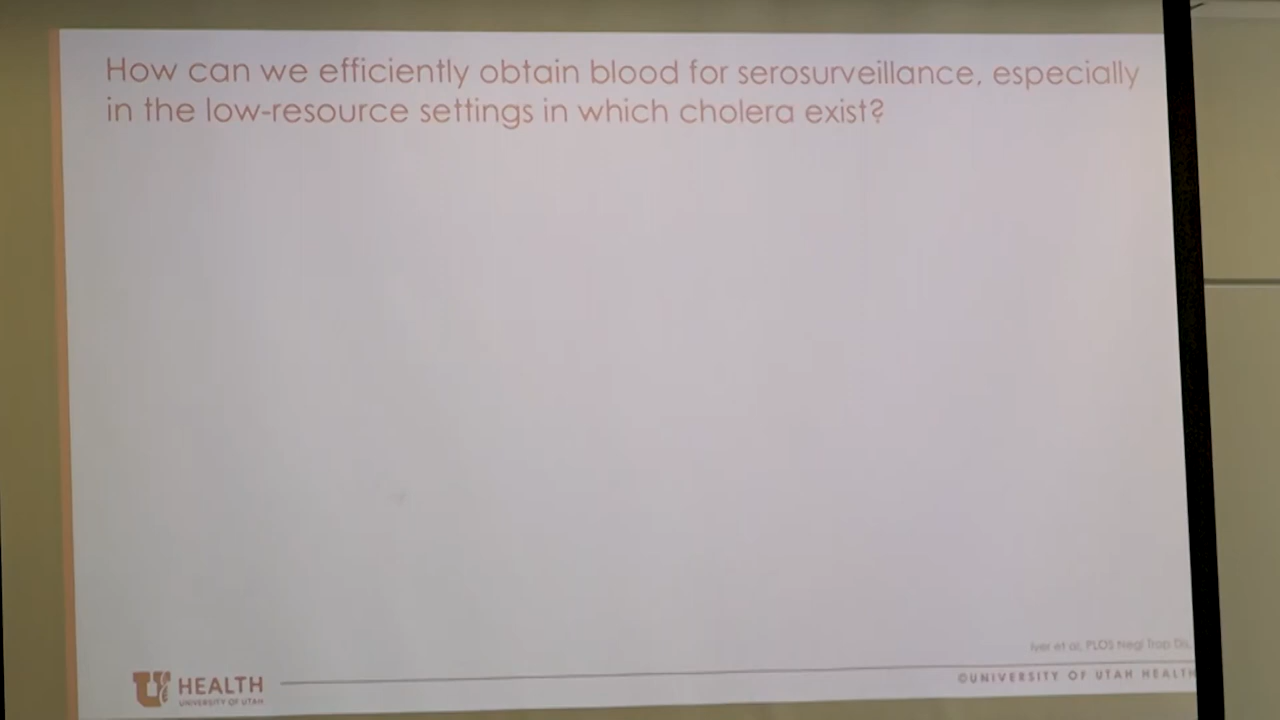 How can we efficiently obtain blood for serosurveillance, especially
in the low-resource settings in which cholera exist?
Iyer et al, PLOS Negl Trop Dis,
©UNIVERSITY OF UTAH HEALTH
U HEALTH
UNIVERSITY OF UTAH